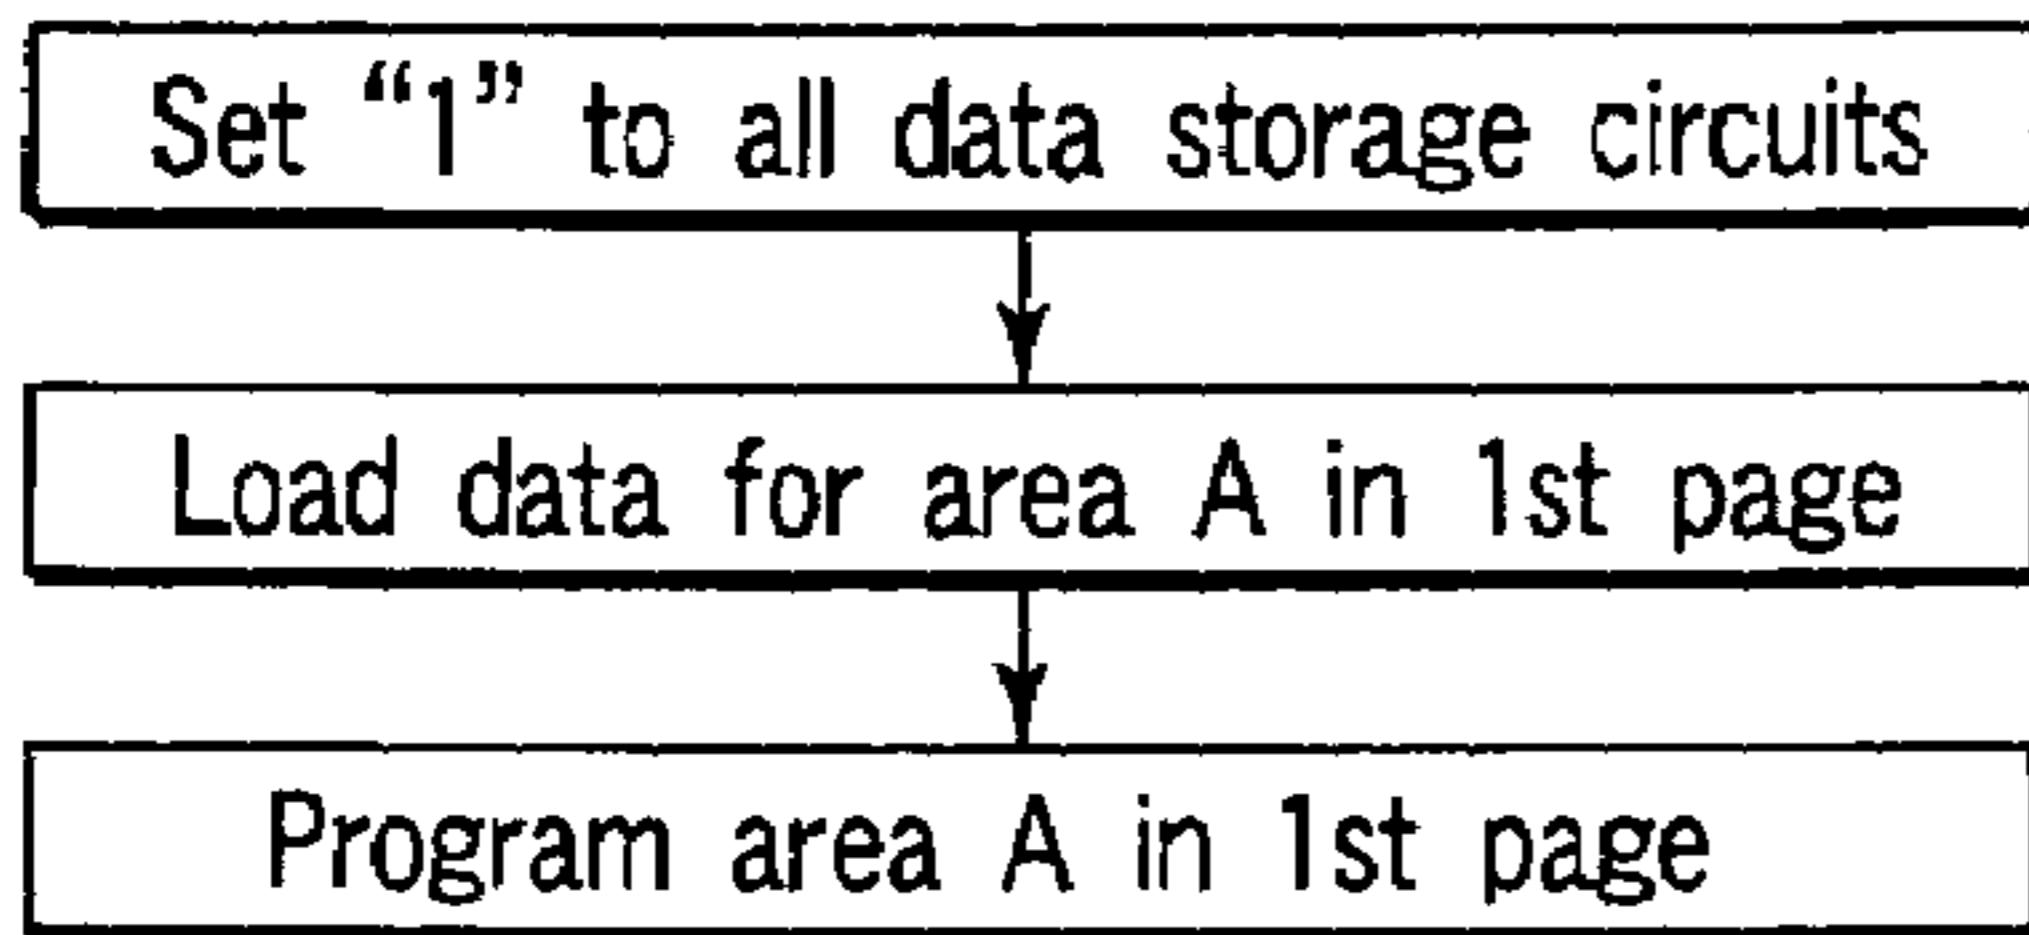 Set “1” to all data storage circuits
Load data for area A in 1st page
Program area A in 1st page